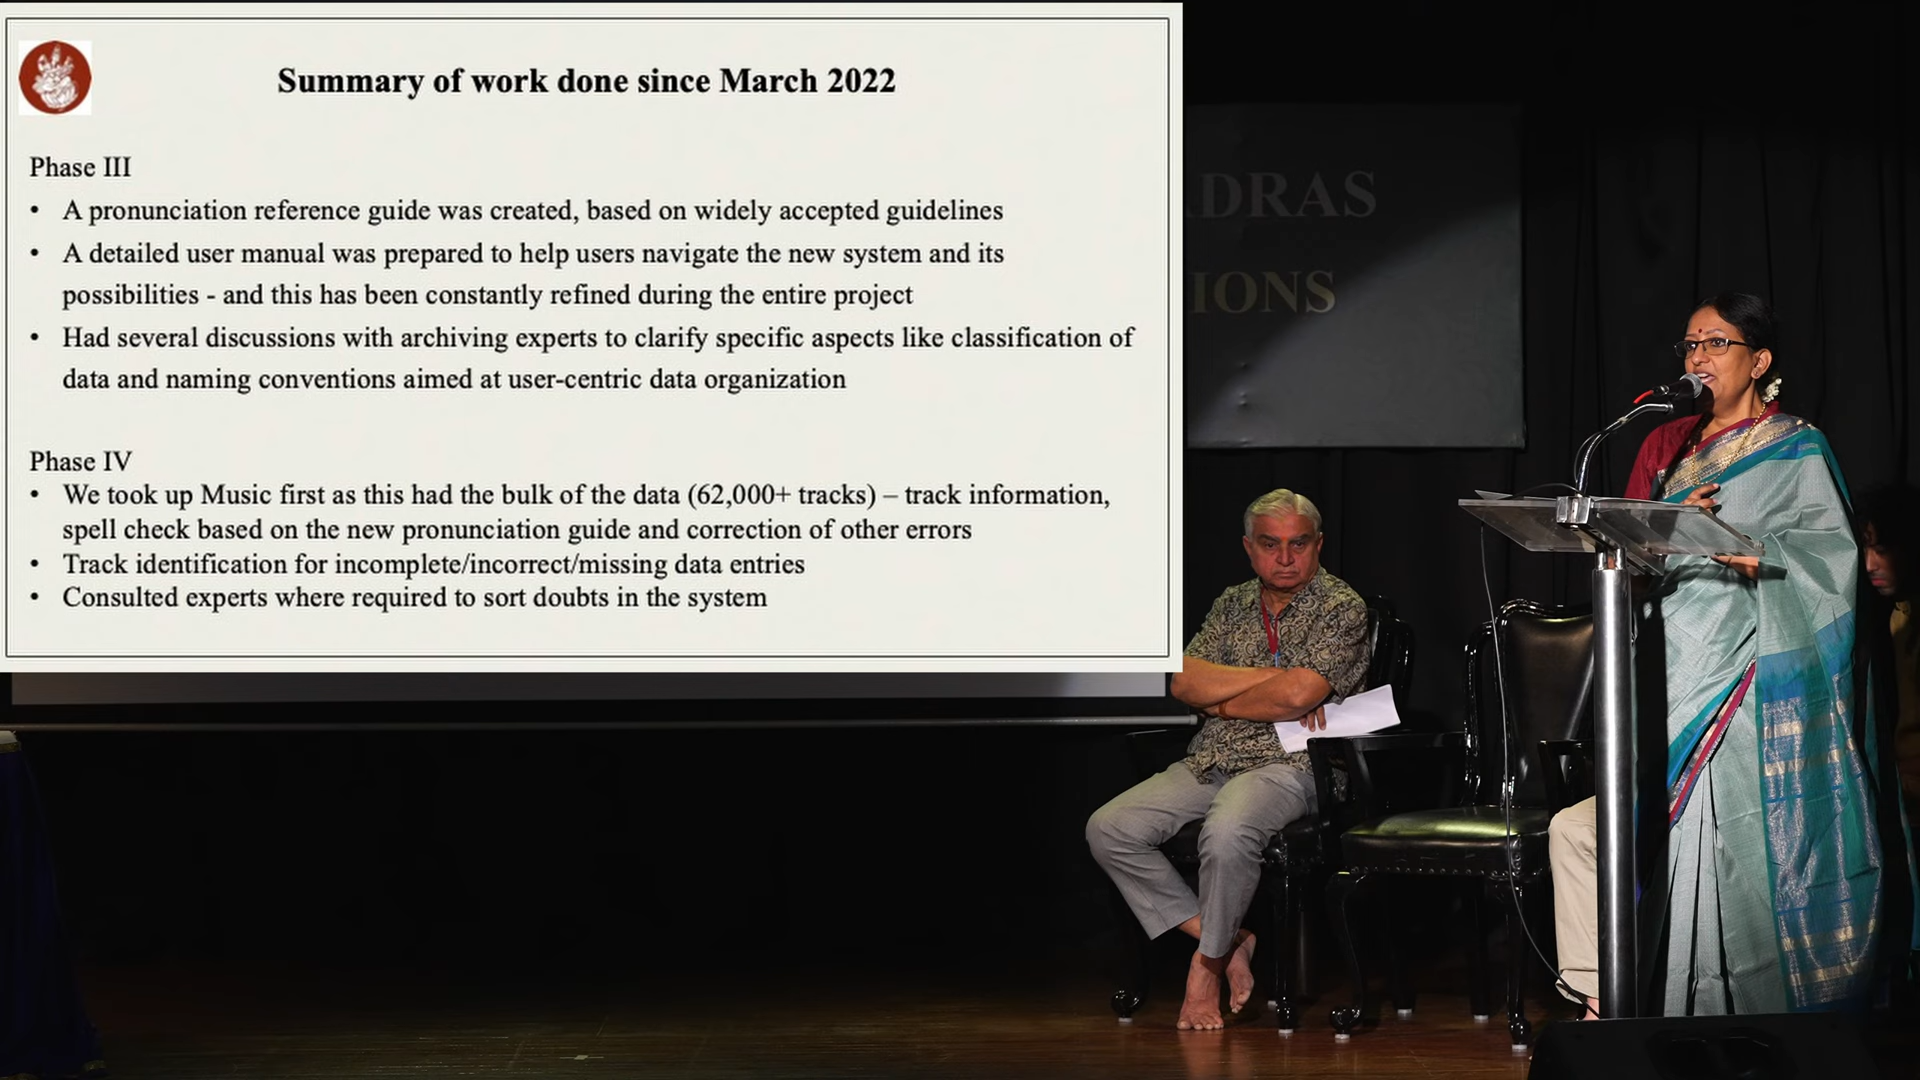 Summary of work done since March 2022
Phase III
• A pronunciation reference guide was created, based on widely accepted guidelines
• A detailed user manual was prepared to help users navigate the new system and its
possibilities - and this has been constantly refined during the entire project
• Had several discussions with archiving experts to clarify specific aspects like classification of
data and naming conventions aimed at user-centric data organization
Phase IV
• We took up Music first as this had the bulk of the data (62,000+ tracks) – track information,
spell check based on the new pronunciation guide and correction of other errors
• Track identification for incomplete/incorrect/missing data entries
• Consulted experts where required to sort doubts in the system
DRAS
IONS